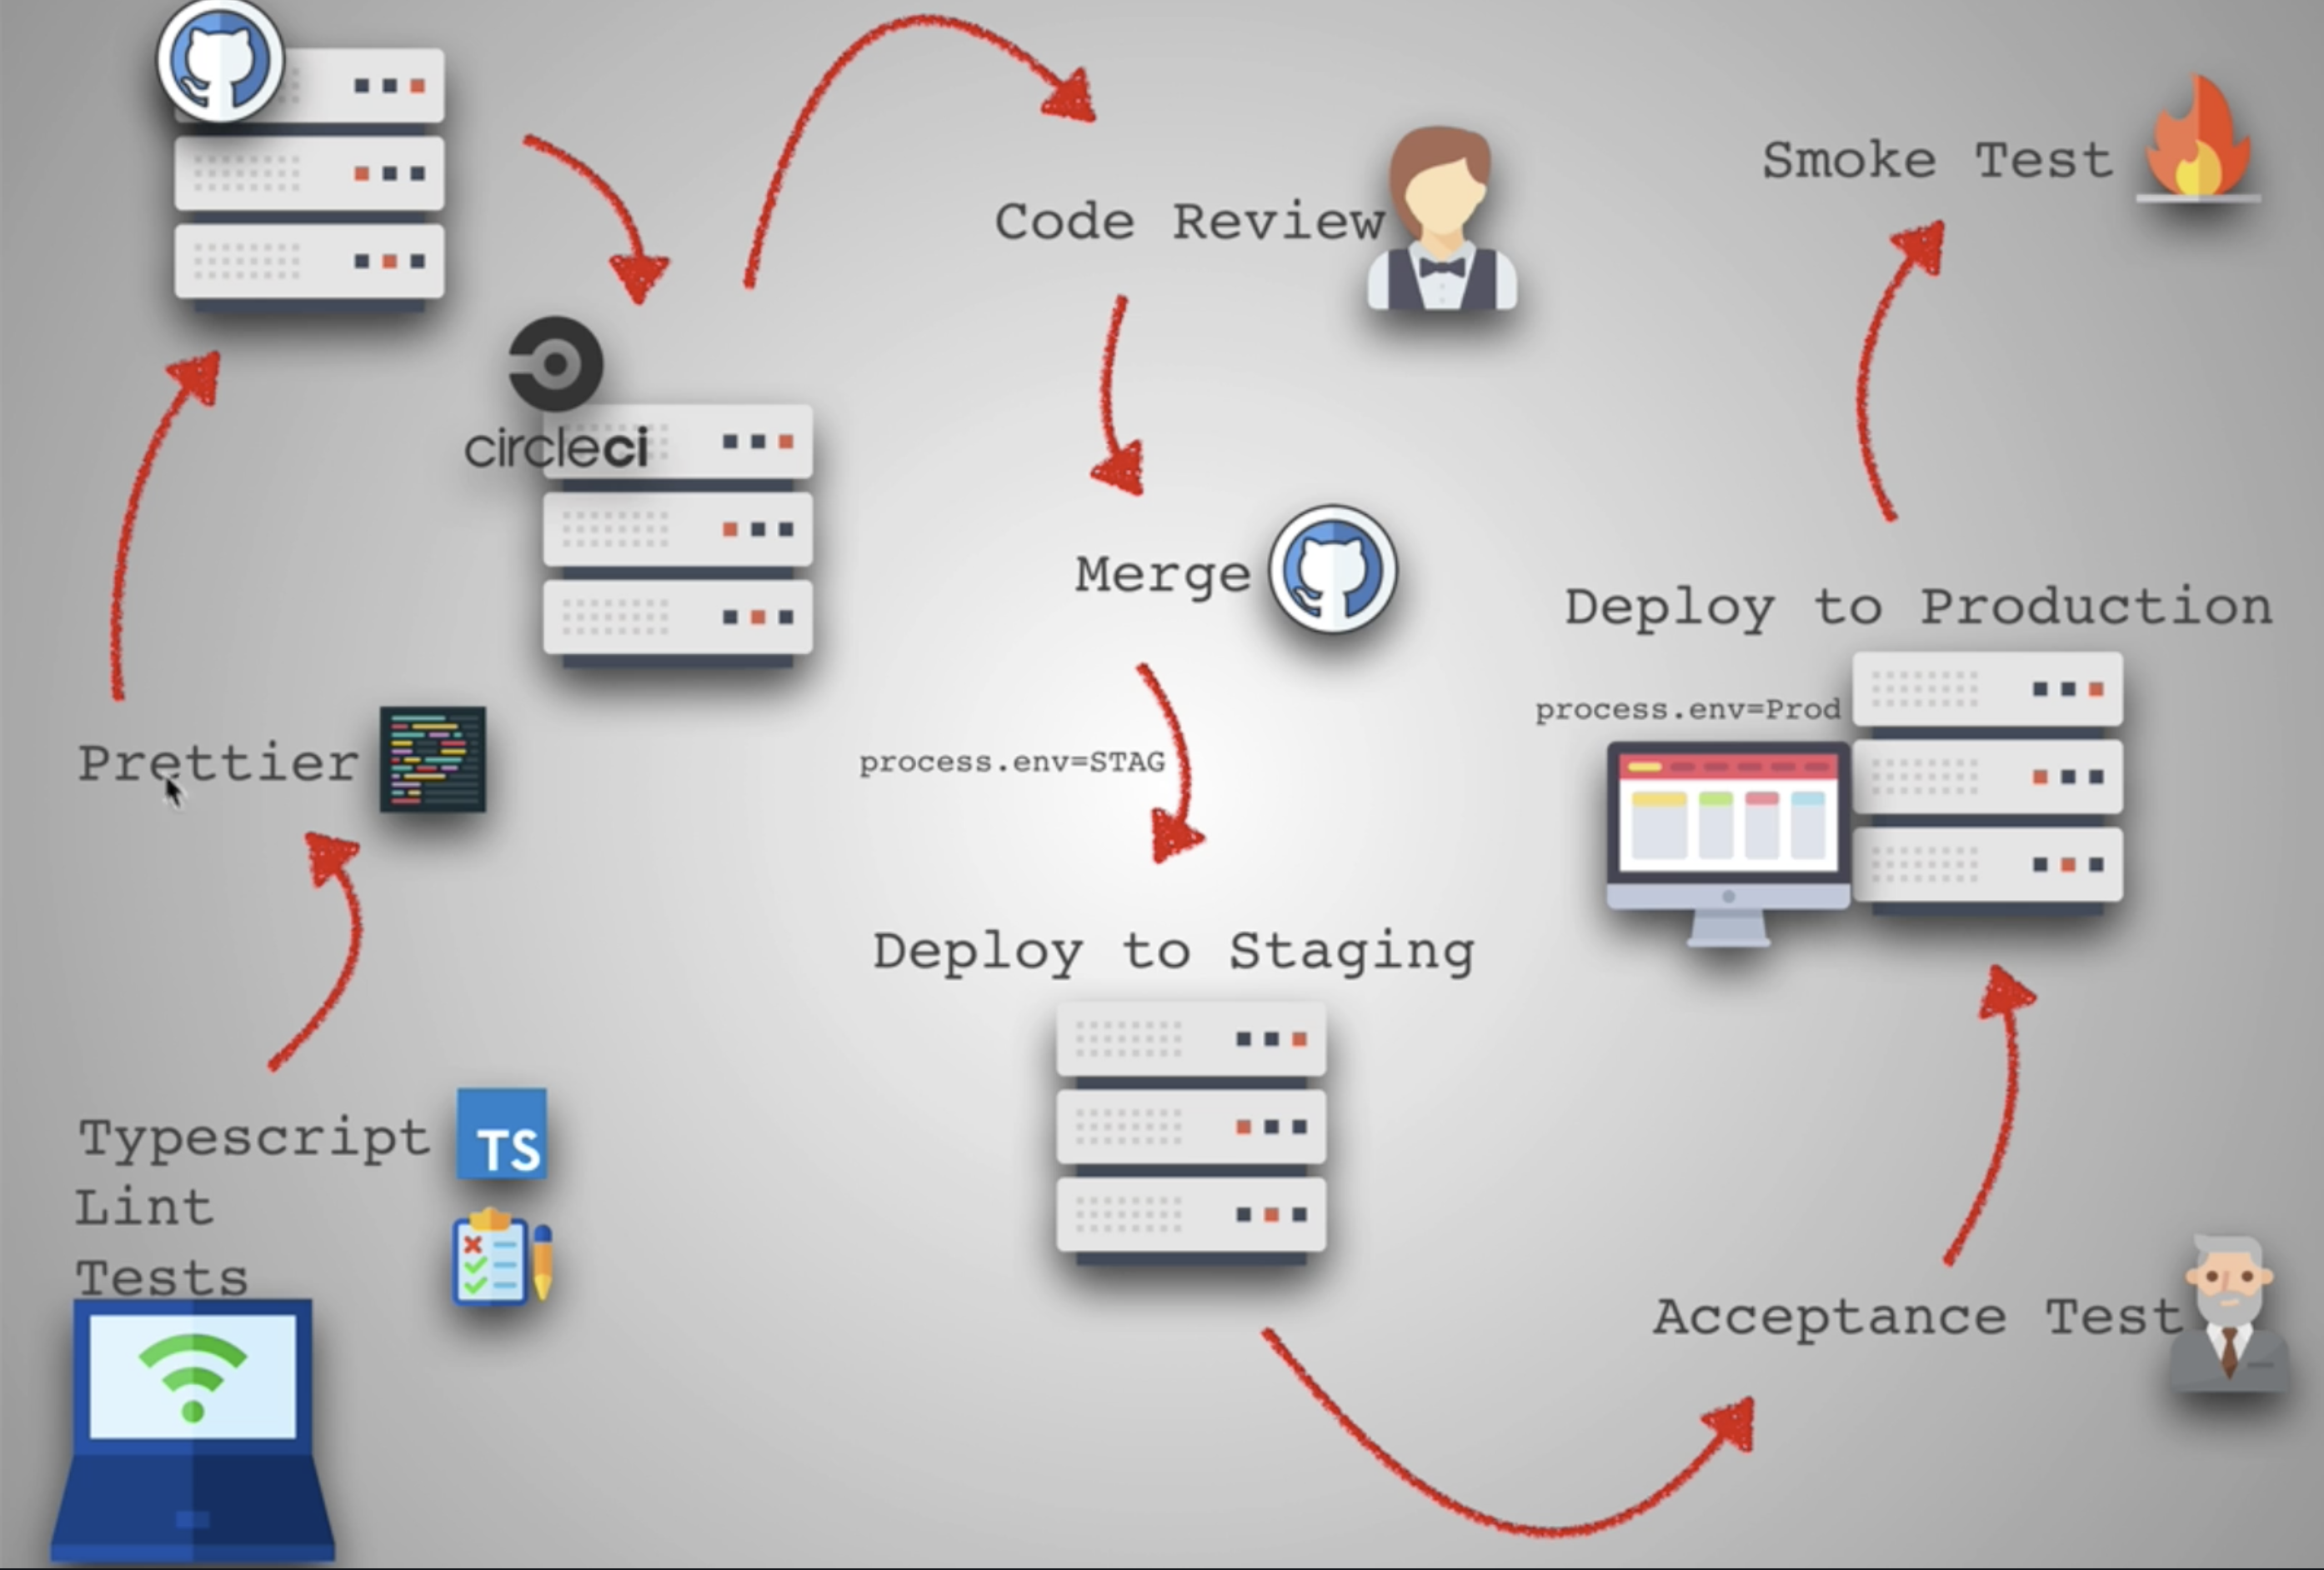 circleci
Prettier
Typescript
TS
Lint
Tests
Code Review
Merge
process.env=STAG
Deploy to Staging
Smoke Test
Deploy to Production
process.env=Prod
Acceptance Test